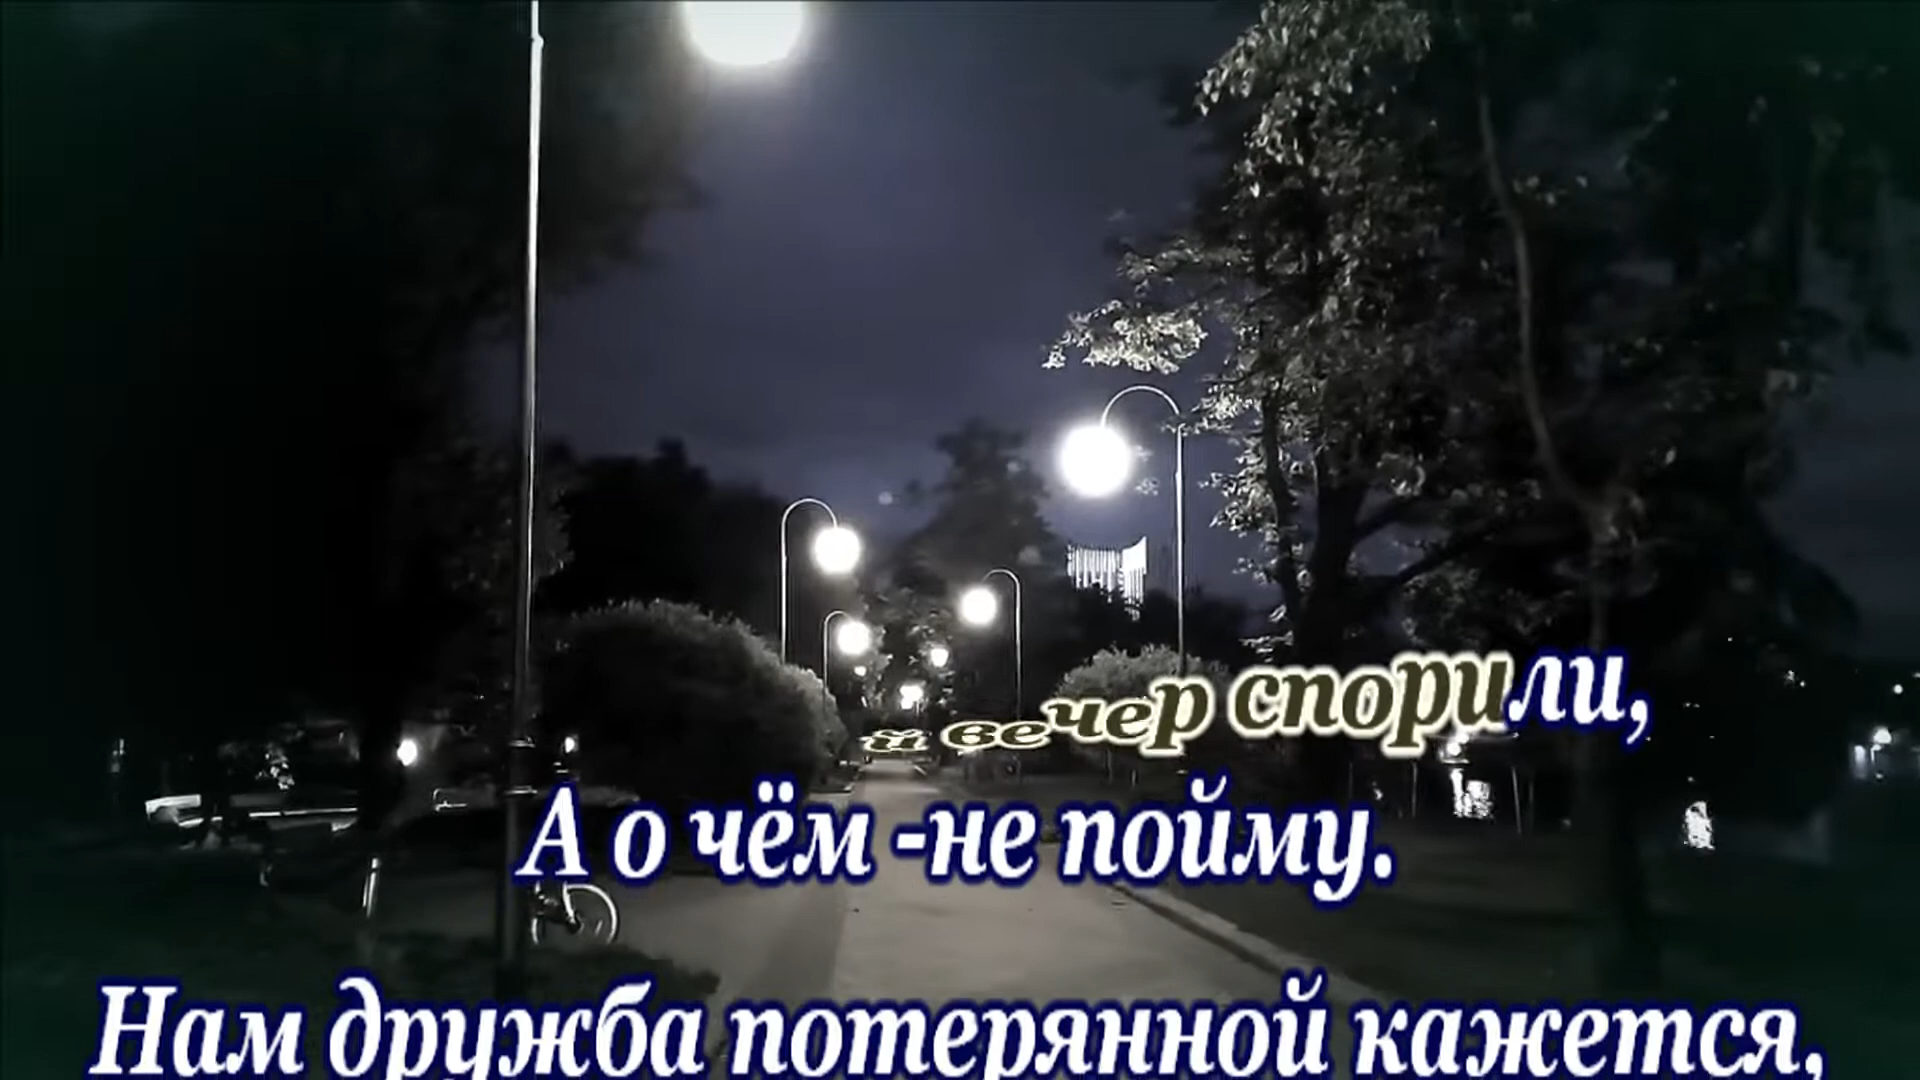 й вечер спорили,
А о чём -не пойму.
Нам дружба потерянной кажется,